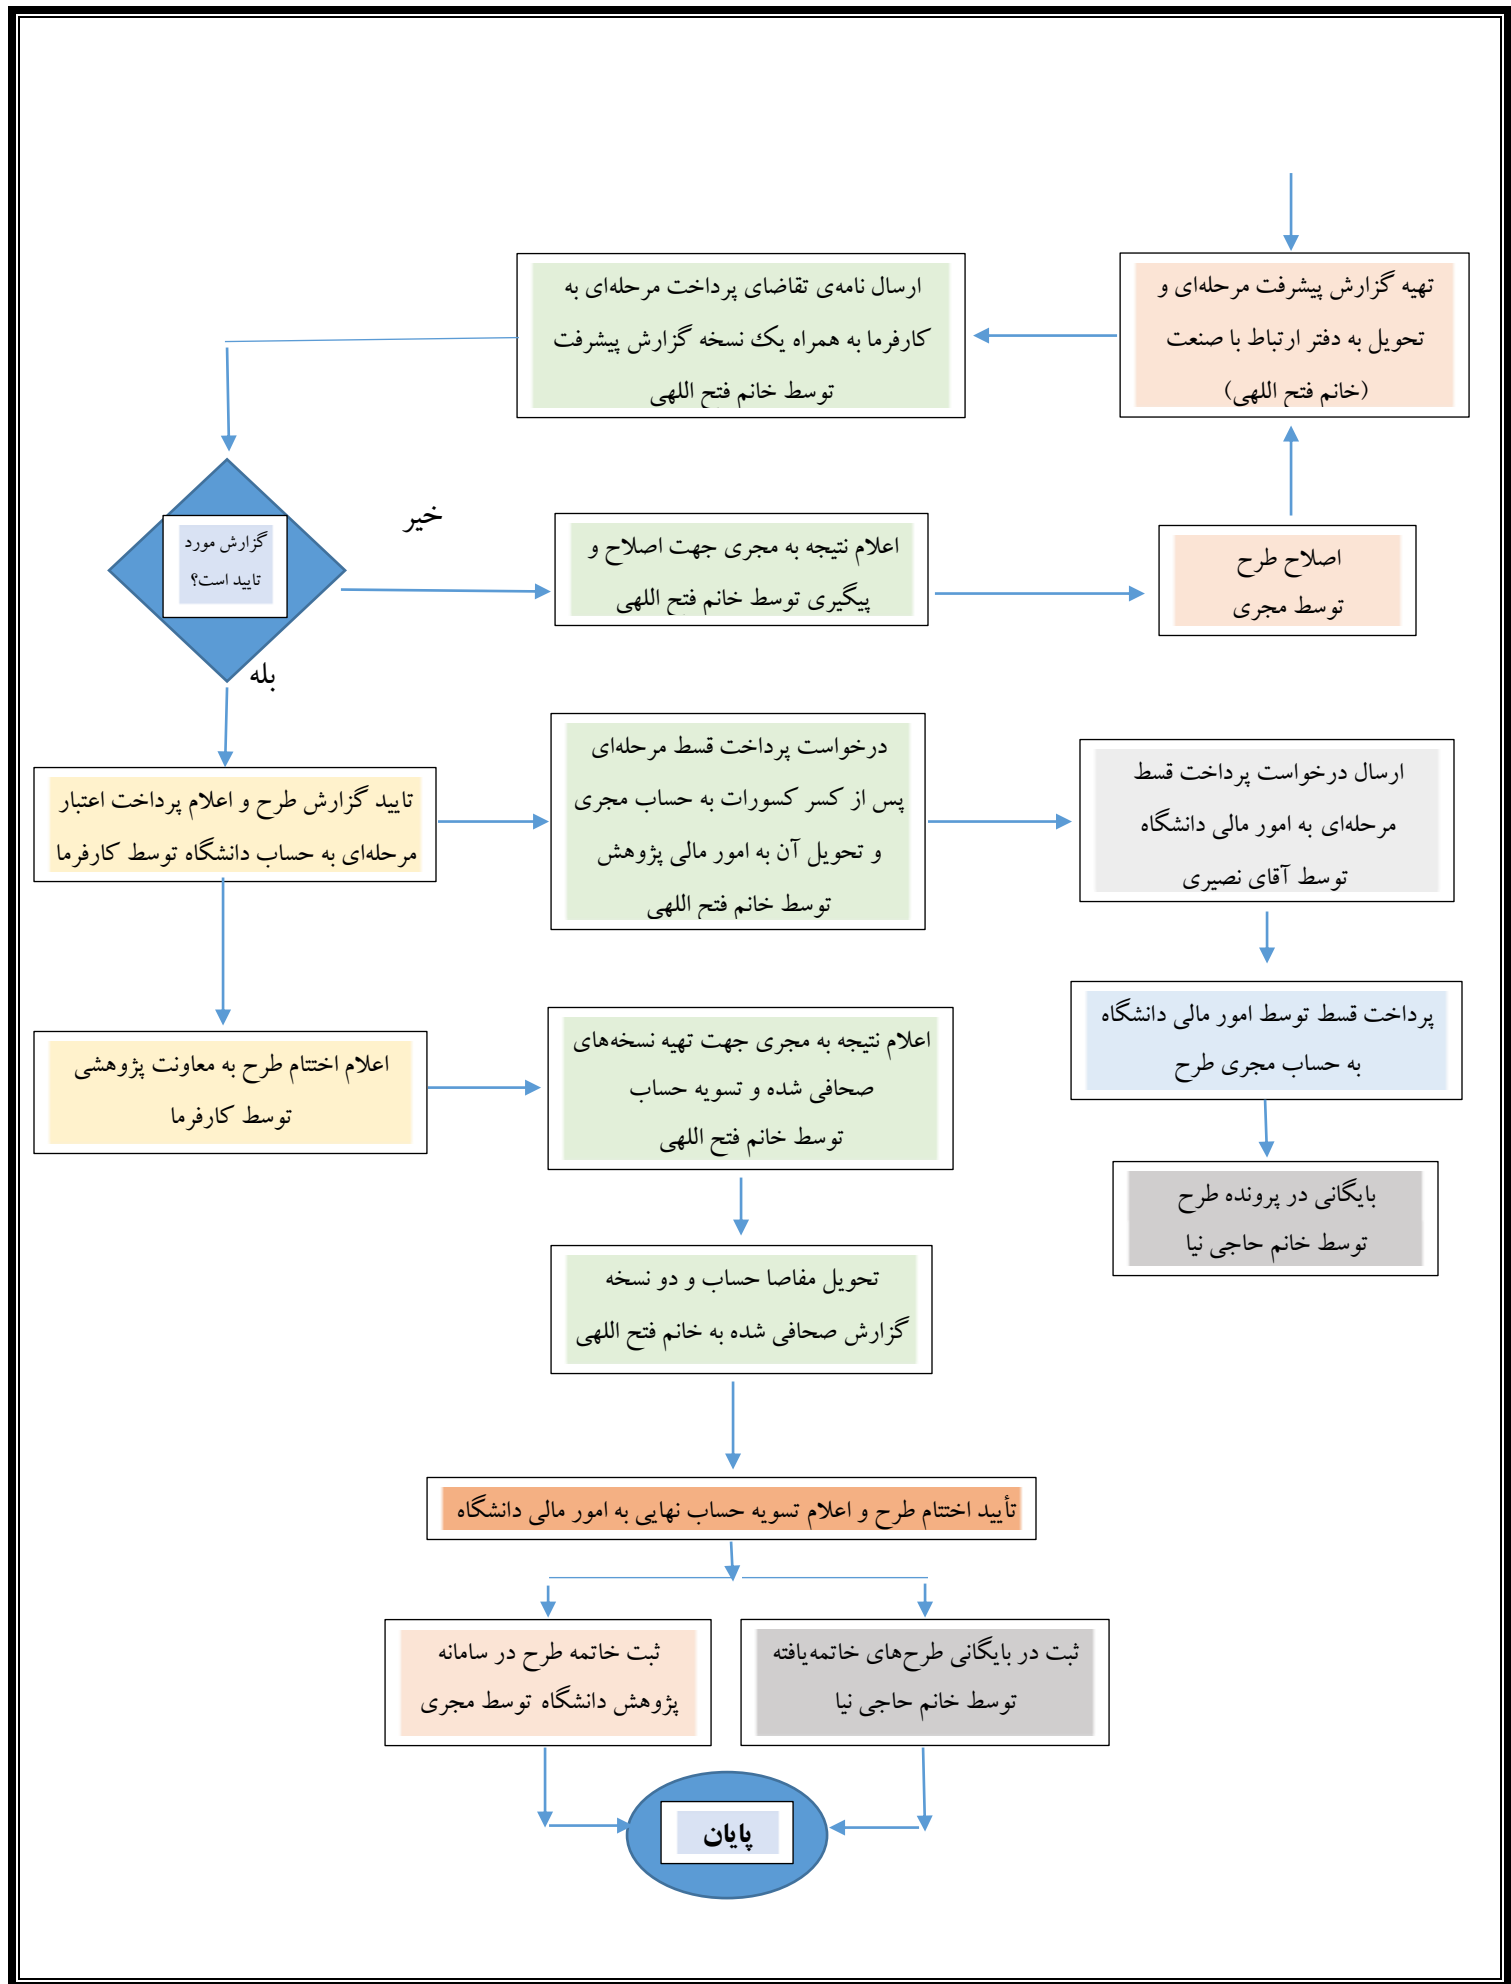 تهیه گزارش پیشرفت مرحله‌ای و
تحویل به دفتر ارتباط با صنعت
(خانم فتح اللهی)
ارسال نامه‌ی تقاضای پرداخت مرحله‌ای به
کارفرما به همراه یک نسخه گزارش پیشرفت
توسط خانم فتح اللهی
گزارش مورد
تایید است؟
خیر
اعلام نتیجه به مجری جهت اصلاح و
پیگیری توسط خانم فتح اللهی
اصلاح طرح
توسط مجری
بله
تایید گزارش طرح و اعلام پرداخت اعتبار
مرحله‌ای به حساب دانشگاه توسط کارفرما
درخواست پرداخت قسط مرحله‌ای
پس از کسر کسورات به حساب مجری
و تحویل آن به امور مالی پژوهش
توسط خانم فتح اللهی
ارسال درخواست پرداخت قسط
مرحله‌ای به امور مالی دانشگاه
توسط آقای نصیری
پرداخت قسط توسط امور مالی دانشگاه
به حساب مجری طرح
بایگانی در پرونده طرح
توسط خانم حاجی نیا
اعلام اختتام طرح به معاونت پژوهشی
توسط کارفرما
اعلام نتیجه به مجری جهت تهیه نسخه‌های
صحافی شده و تسویه حساب
توسط خانم فتح اللهی
تحویل مفاصا حساب و دو نسخه
گزارش صحافی شده به خانم فتح اللهی
تأیید اختتام طرح و اعلام تسویه حساب نهایی به امور مالی دانشگاه
ثبت در بایگانی طرح‌های خاتمه‌یافته
توسط خانم حاجی نیا
ثبت خاتمه طرح در سامانه
پژوهش دانشگاه توسط مجری
پایان